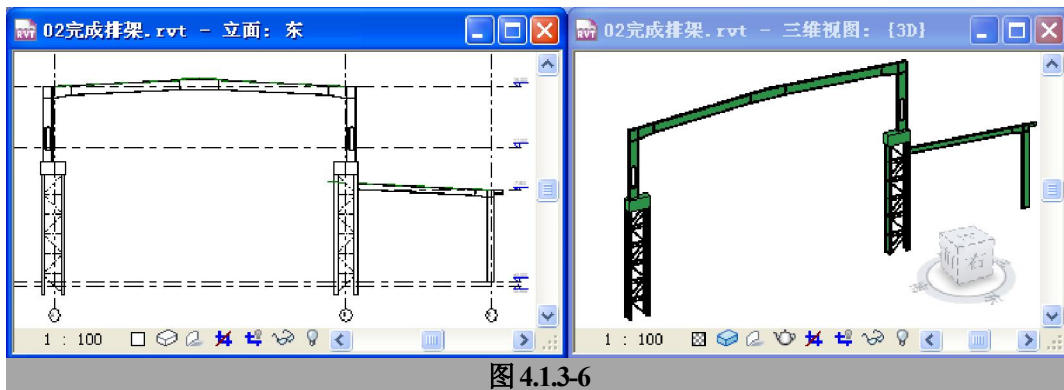 02完成排架.rvt - 立面: 东
02完成排架.rvt - 三维视图: {3D}
右
1 : 100
1 : 100
图 4.1.3-6